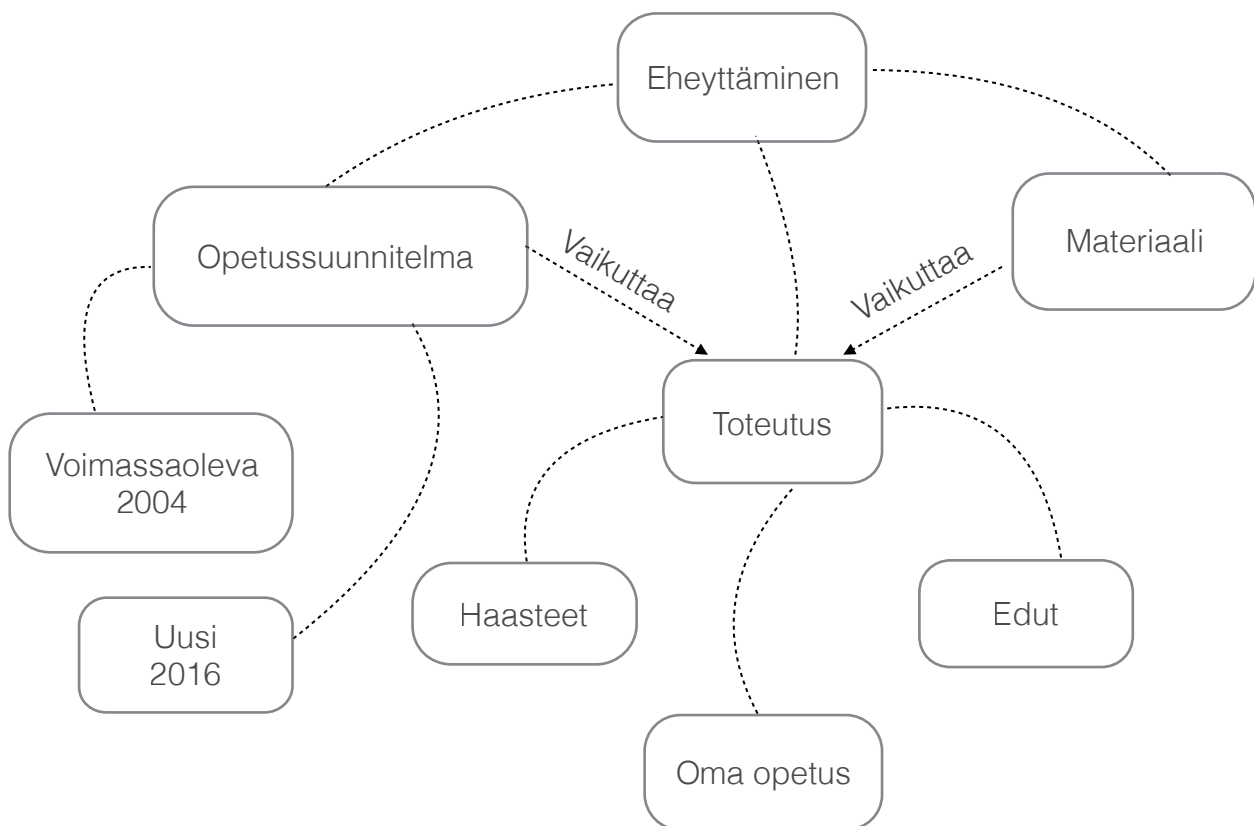 Eheyttäminen
Opetussuunnitelma
Vaikuttaa
Vaikuttaa
Materiaali
Toteutus
Voimassaoleva
2004
Uusi
2016
Haasteet
Edut
Oma opetus